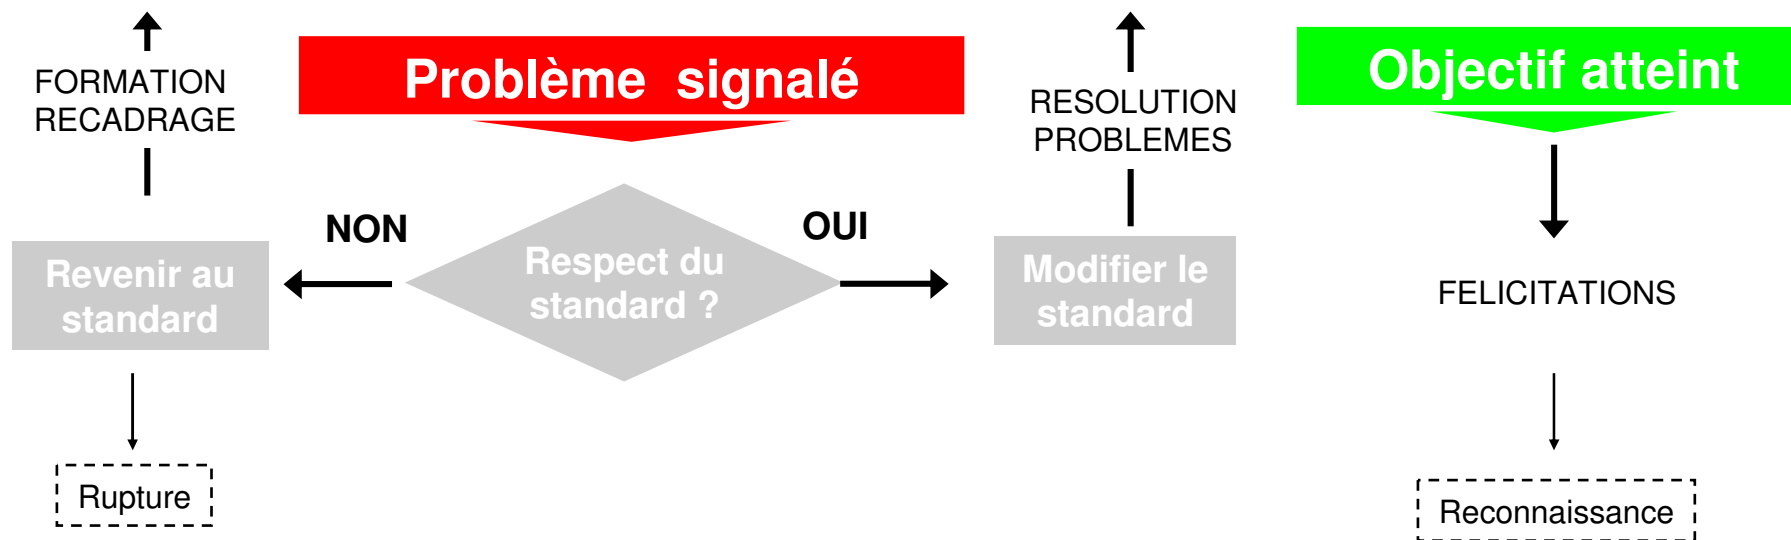 FORMATION
RECADRAGE
Problème signalé
RESOLUTION
PROBLEMES
Objectif atteint
NON
OUI
Revenir au
standard
Respect du
standard ?
Modifier le
standard
FELICITATIONS
Rupture
Reconnaissance